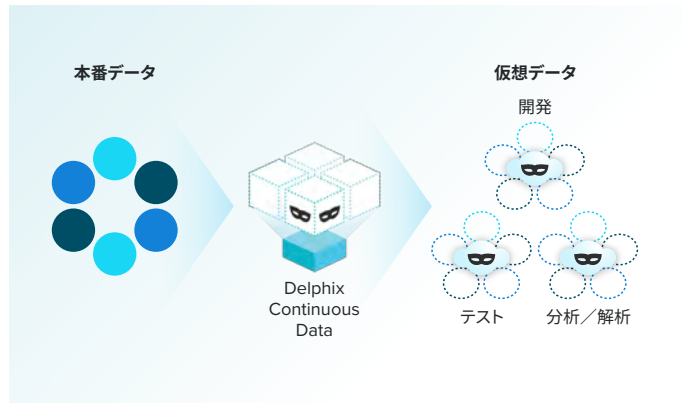 本番データ
仮想データ
開発
Delphix
Continuous
Data
テスト
分析／解析